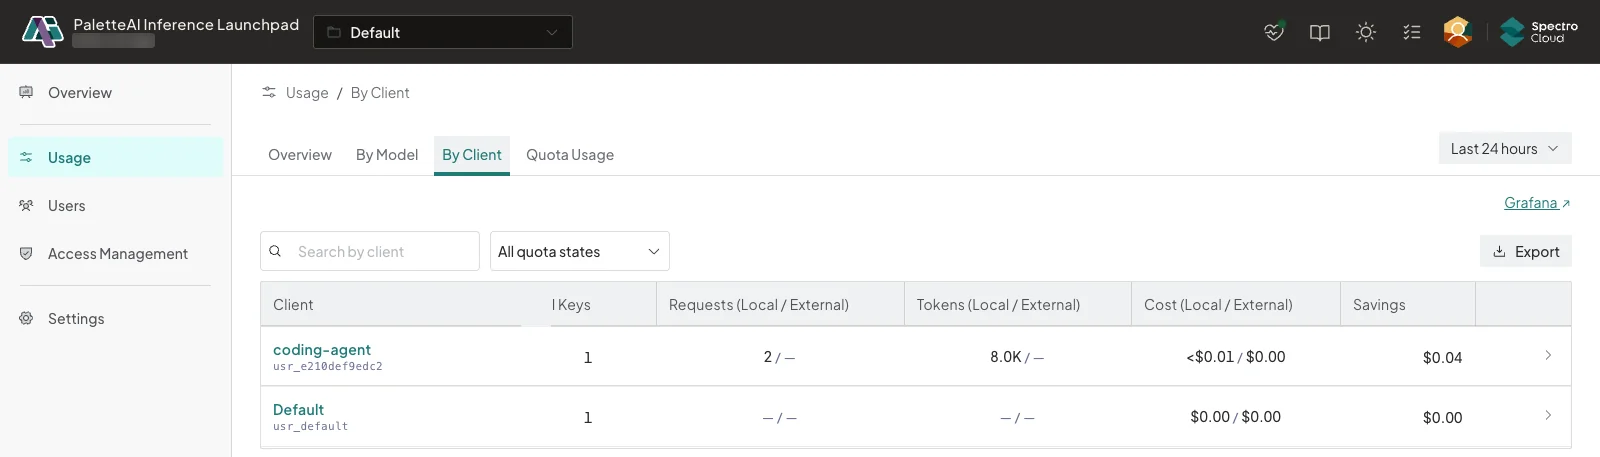 PaletteAI Inference Launchpad
Default
Spectro
Cloud
Overview
Usage
Users
Access Management
Settings
Usage / By Client
Overview By Model By Client Quota Usage
Last 24 hours
Grafana
Search by client All quota states Export
Client Keys Requests (Local / External) Tokens (Local / External) Cost (Local / External) Savings
coding-agent 1 2 / — 8.0K / — <$0.01 / $0.00 $0.04
usr_e210def9edc2
Default 1 — / — — / — $0.00 / $0.00 $0.00
usr_default